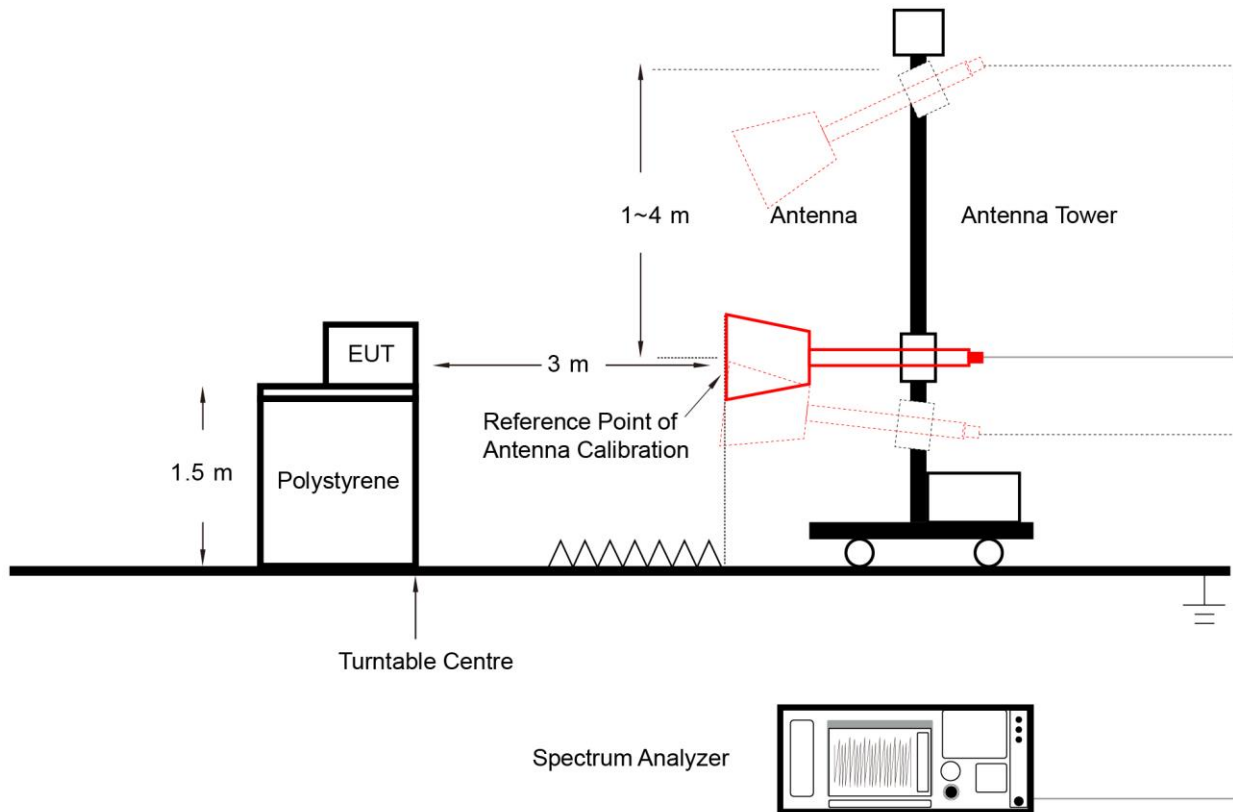 1~4 m
Antenna
Antenna Tower
EUT
3 m
Reference Point of
Antenna Calibration
1.5 m
Polystyrene
Turntable Centre
Spectrum Analyzer